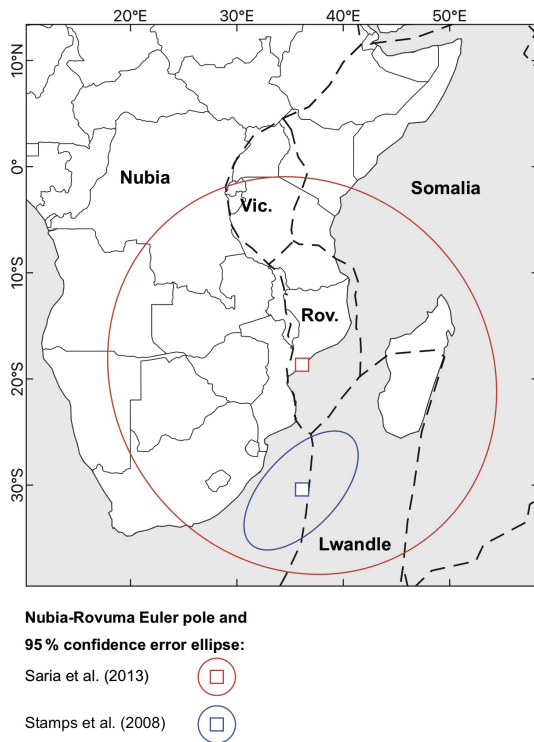 20°E 30°E 40°E 50°E
10°N
0°
10°S
20°S
30°S
Nubia
Vic.
Somalia
Rov.
Lwandle
Nubia-Rovuma Euler pole and
95 % confidence error ellipse:
Saria et al. (2013)
Stamps et al. (2008)